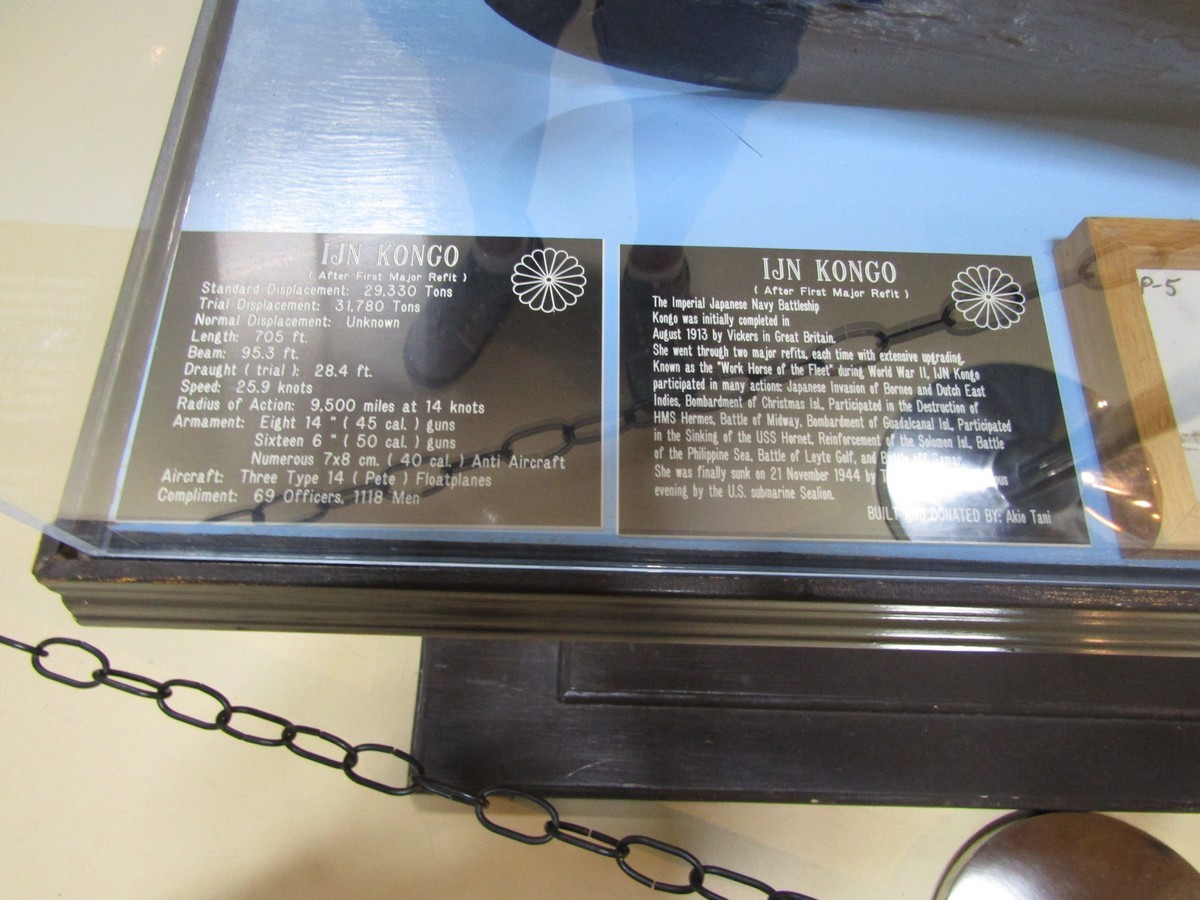 IJN KONGO
( After First Major Refit )
Standard Displacement: 29,330 Tons
Trial Displacement: 31,780 Tons
Normal Displacement: Unknown
Length: 705 ft.
Beam: 95.3 ft.
Draught ( trial ): 28.4 ft.
Speed: 25.9 knots
Radius of Action: 9,500 miles at 14 knots
Armament: Eight 14 " ( 45 cal. ) guns
Sixteen 6 " ( 50 cal. ) guns
Numerous 7x8 cm. ( 40 cal. ) Anti Aircraft
Aircraft: Three Type 14 ( Pete ) Floatplanes
Compliment: 69 Officers, 1118 Men
IJN KONGO
( After First Major Refit )
The Imperial Japanese Navy Battleship
Kongo was initially completed in
August 1913 by Vickers in Great Britain.
She went through two major refits, each time with extensive upgrading.
Known as the "Work Horse of the Fleet" during World War II, IJN Kongo
participated in many actions: Japanese Invasion of Borneo and Dutch East
Indies, Bombardment of Christmas Isl., Participated in the Destruction of
HMS Hermes, Battle of Midway, Bombardment of Guadalcanal Isl., Participated
in the Sinking of the USS Hornet, Reinforcement of the Solomon Isl., Battle
of the Philippine Sea, Battle of Leyte Golf, and Battle off Samar.
She was finally sunk on 21 November 1944 by
evening by the U.S. submarine Sealion.
BUILT AND DONATED BY: Akio Tani
P-5